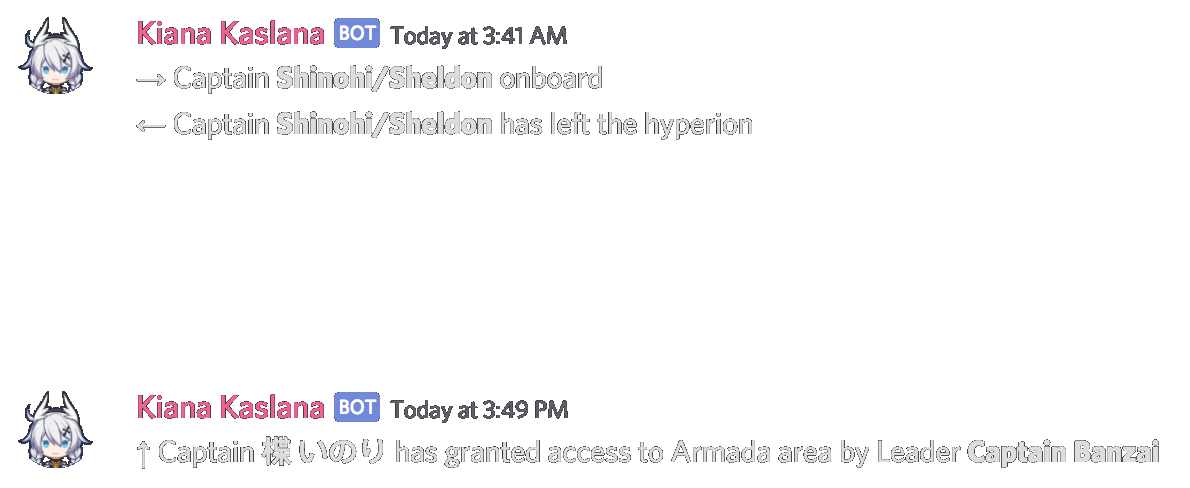 Kiana Kaslana BOT Today at 3:41 AM
→ Captain Shinohi/Sheldon onboard
← Captain Shinohi/Sheldon has left the hyperion
Kiana Kaslana BOT Today at 3:49 PM
↑ Captain 楪 いのり has granted access to Armada area by Leader Captain Banzai